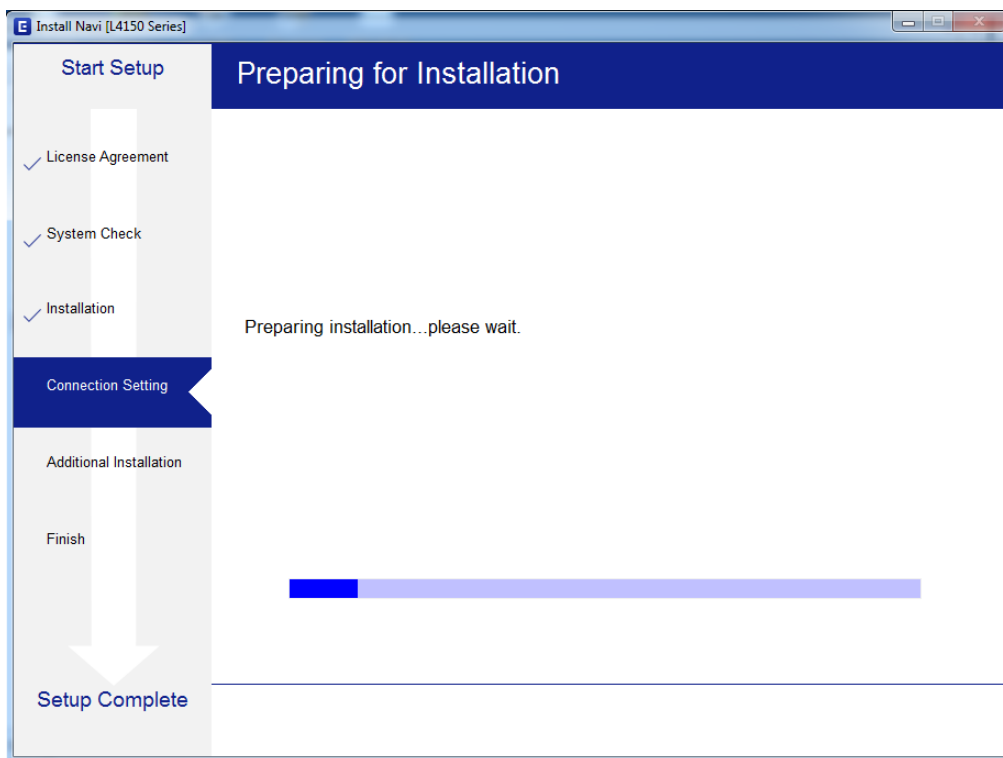 Install Navi [L4150 Series]
Start Setup
Preparing for Installation
License Agreement
System Check
Installation
Preparing installation...please wait.
Connection Setting
Additional Installation
Finish
Setup Complete